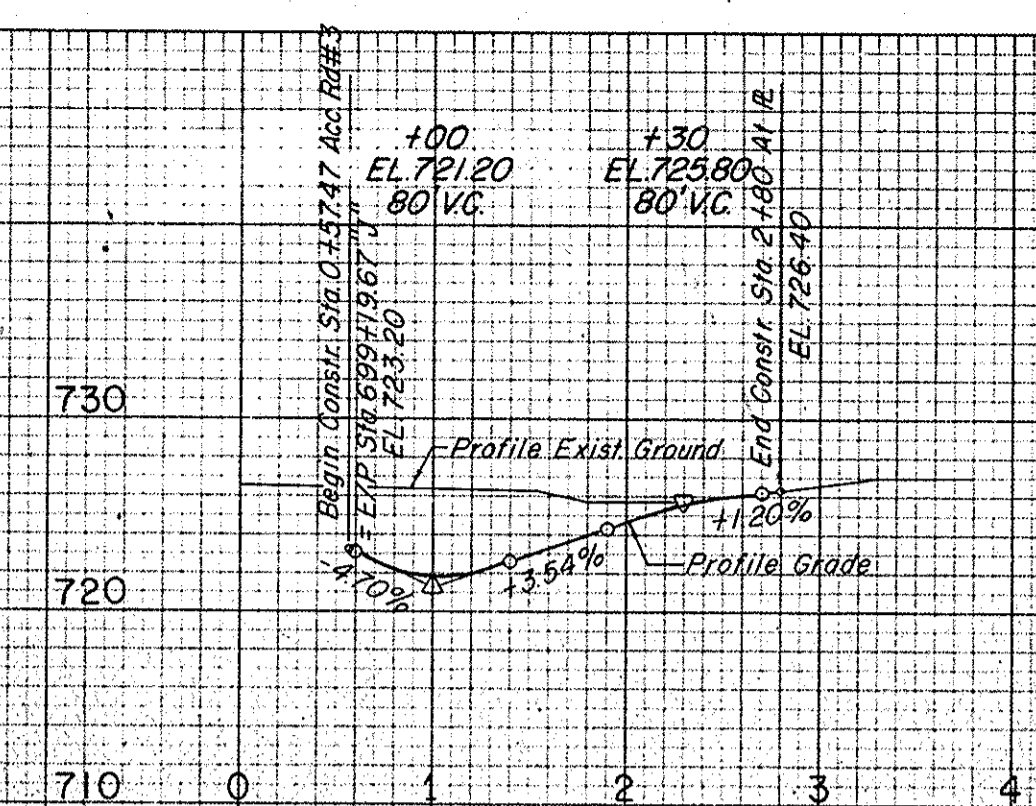 Begin Constr. Sta. 0+57.47 Acc. Rd#3
= E/P Sta 699+19.67 "J"
EL. 723.20
+00
EL. 721.20
80' V.C.
+30
EL. 725.80
80' V.C.
End Constr. Sta. 2+80 At ⅊
EL. 726.40
730
Profile Exist. Ground
-4.70%
+3.54%
+1.20%
Profile Grade
720
710
0
1
2
3
4